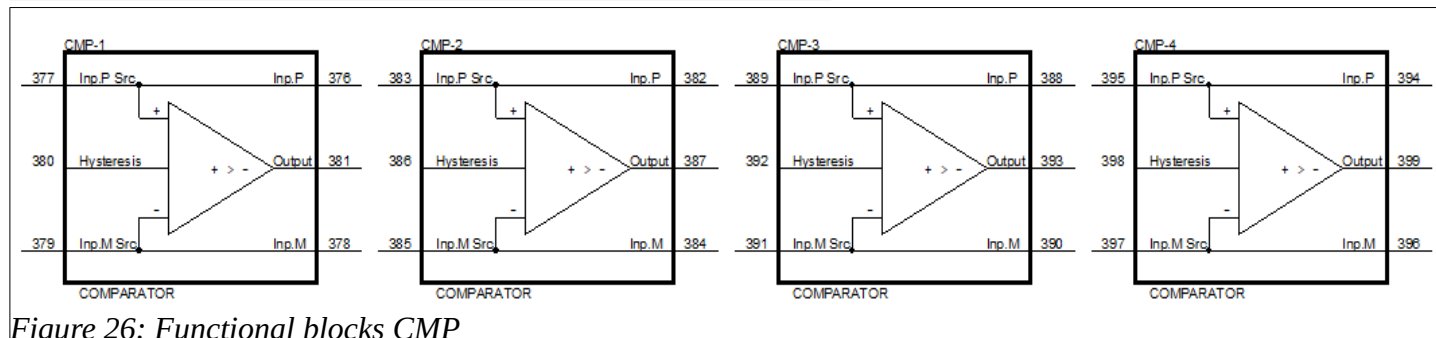 CMP-1 CMP-2 CMP-3 CMP-4
377 Inp.P Src Inp.P 376 383 Inp.P Src Inp.P 382 389 Inp.P Src Inp.P 388 395 Inp.P Src Inp.P 394
+ + + +
380 Hysteresis + > - Output 381 386 Hysteresis + > - Output 387 392 Hysteresis + > - Output 393 398 Hysteresis + > - Output 399
- - - -
379 Inp.M Src Inp.M 378 385 Inp.M Src Inp.M 384 391 Inp.M Src Inp.M 390 397 Inp.M Src Inp.M 396
COMPARATOR COMPARATOR COMPARATOR COMPARATOR
Figure 26: Functional blocks CMP